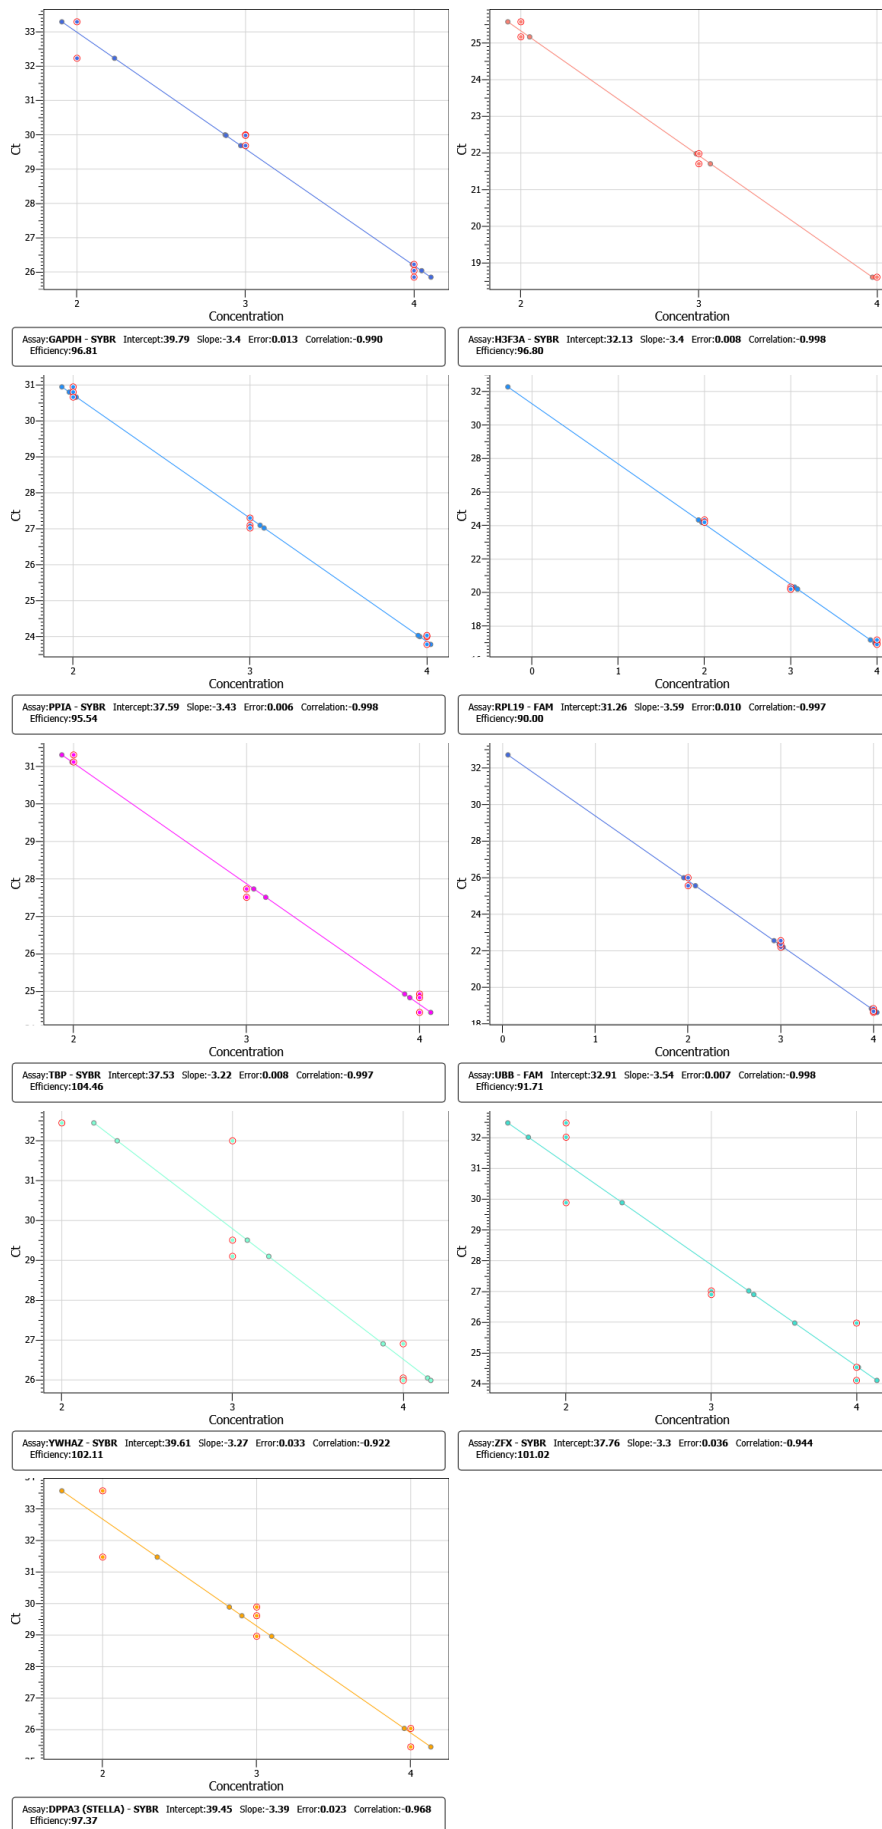 33
32
31
30
29
28
27
26
Ct
2
3
4
Concentration
Assay:GAPDH - SYBR Intercept:39.79 Slope:-3.4 Error:0.013 Correlation:-0.990
Efficiency:96.81
25
24
23
22
21
20
19
Ct
2
3
4
Concentration
Assay:H3F3A - SYBR Intercept:32.13 Slope:-3.4 Error:0.008 Correlation:-0.998
Efficiency:96.80
31
30
29
28
27
26
25
24
Ct
2
3
4
Concentration
Assay:PPIA - SYBR Intercept:37.59 Slope:-3.43 Error:0.006 Correlation:-0.998
Efficiency:95.54
32
30
28
26
24
22
20
18
Ct
0
1
2
3
4
Concentration
Assay:RPL19 - FAM Intercept:31.26 Slope:-3.59 Error:0.010 Correlation:-0.997
Efficiency:90.00
31
30
29
28
27
26
25
Ct
2
3
4
Concentration
Assay:TBP - SYBR Intercept:37.53 Slope:-3.22 Error:0.008 Correlation:-0.997
Efficiency:104.46
32
30
28
26
24
22
20
18
Ct
0
1
2
3
4
Concentration
Assay:UBB - FAM Intercept:32.91 Slope:-3.54 Error:0.007 Correlation:-0.998
Efficiency:91.71
32
31
30
29
28
27
26
Ct
2
3
4
Concentration
Assay:YWHAZ - SYBR Intercept:39.61 Slope:-3.27 Error:0.033 Correlation:-0.922
Efficiency:102.11
32
31
30
29
28
27
26
25
24
Ct
2
3
4
Concentration
Assay:ZFX - SYBR Intercept:37.76 Slope:-3.3 Error:0.036 Correlation:-0.944
Efficiency:101.02
33
32
31
30
29
28
27
26
Ct
2
3
4
Concentration
Assay:DPPA3 (STELLA) - SYBR Intercept:39.45 Slope:-3.39 Error:0.023 Correlation:-0.968
Efficiency:97.37